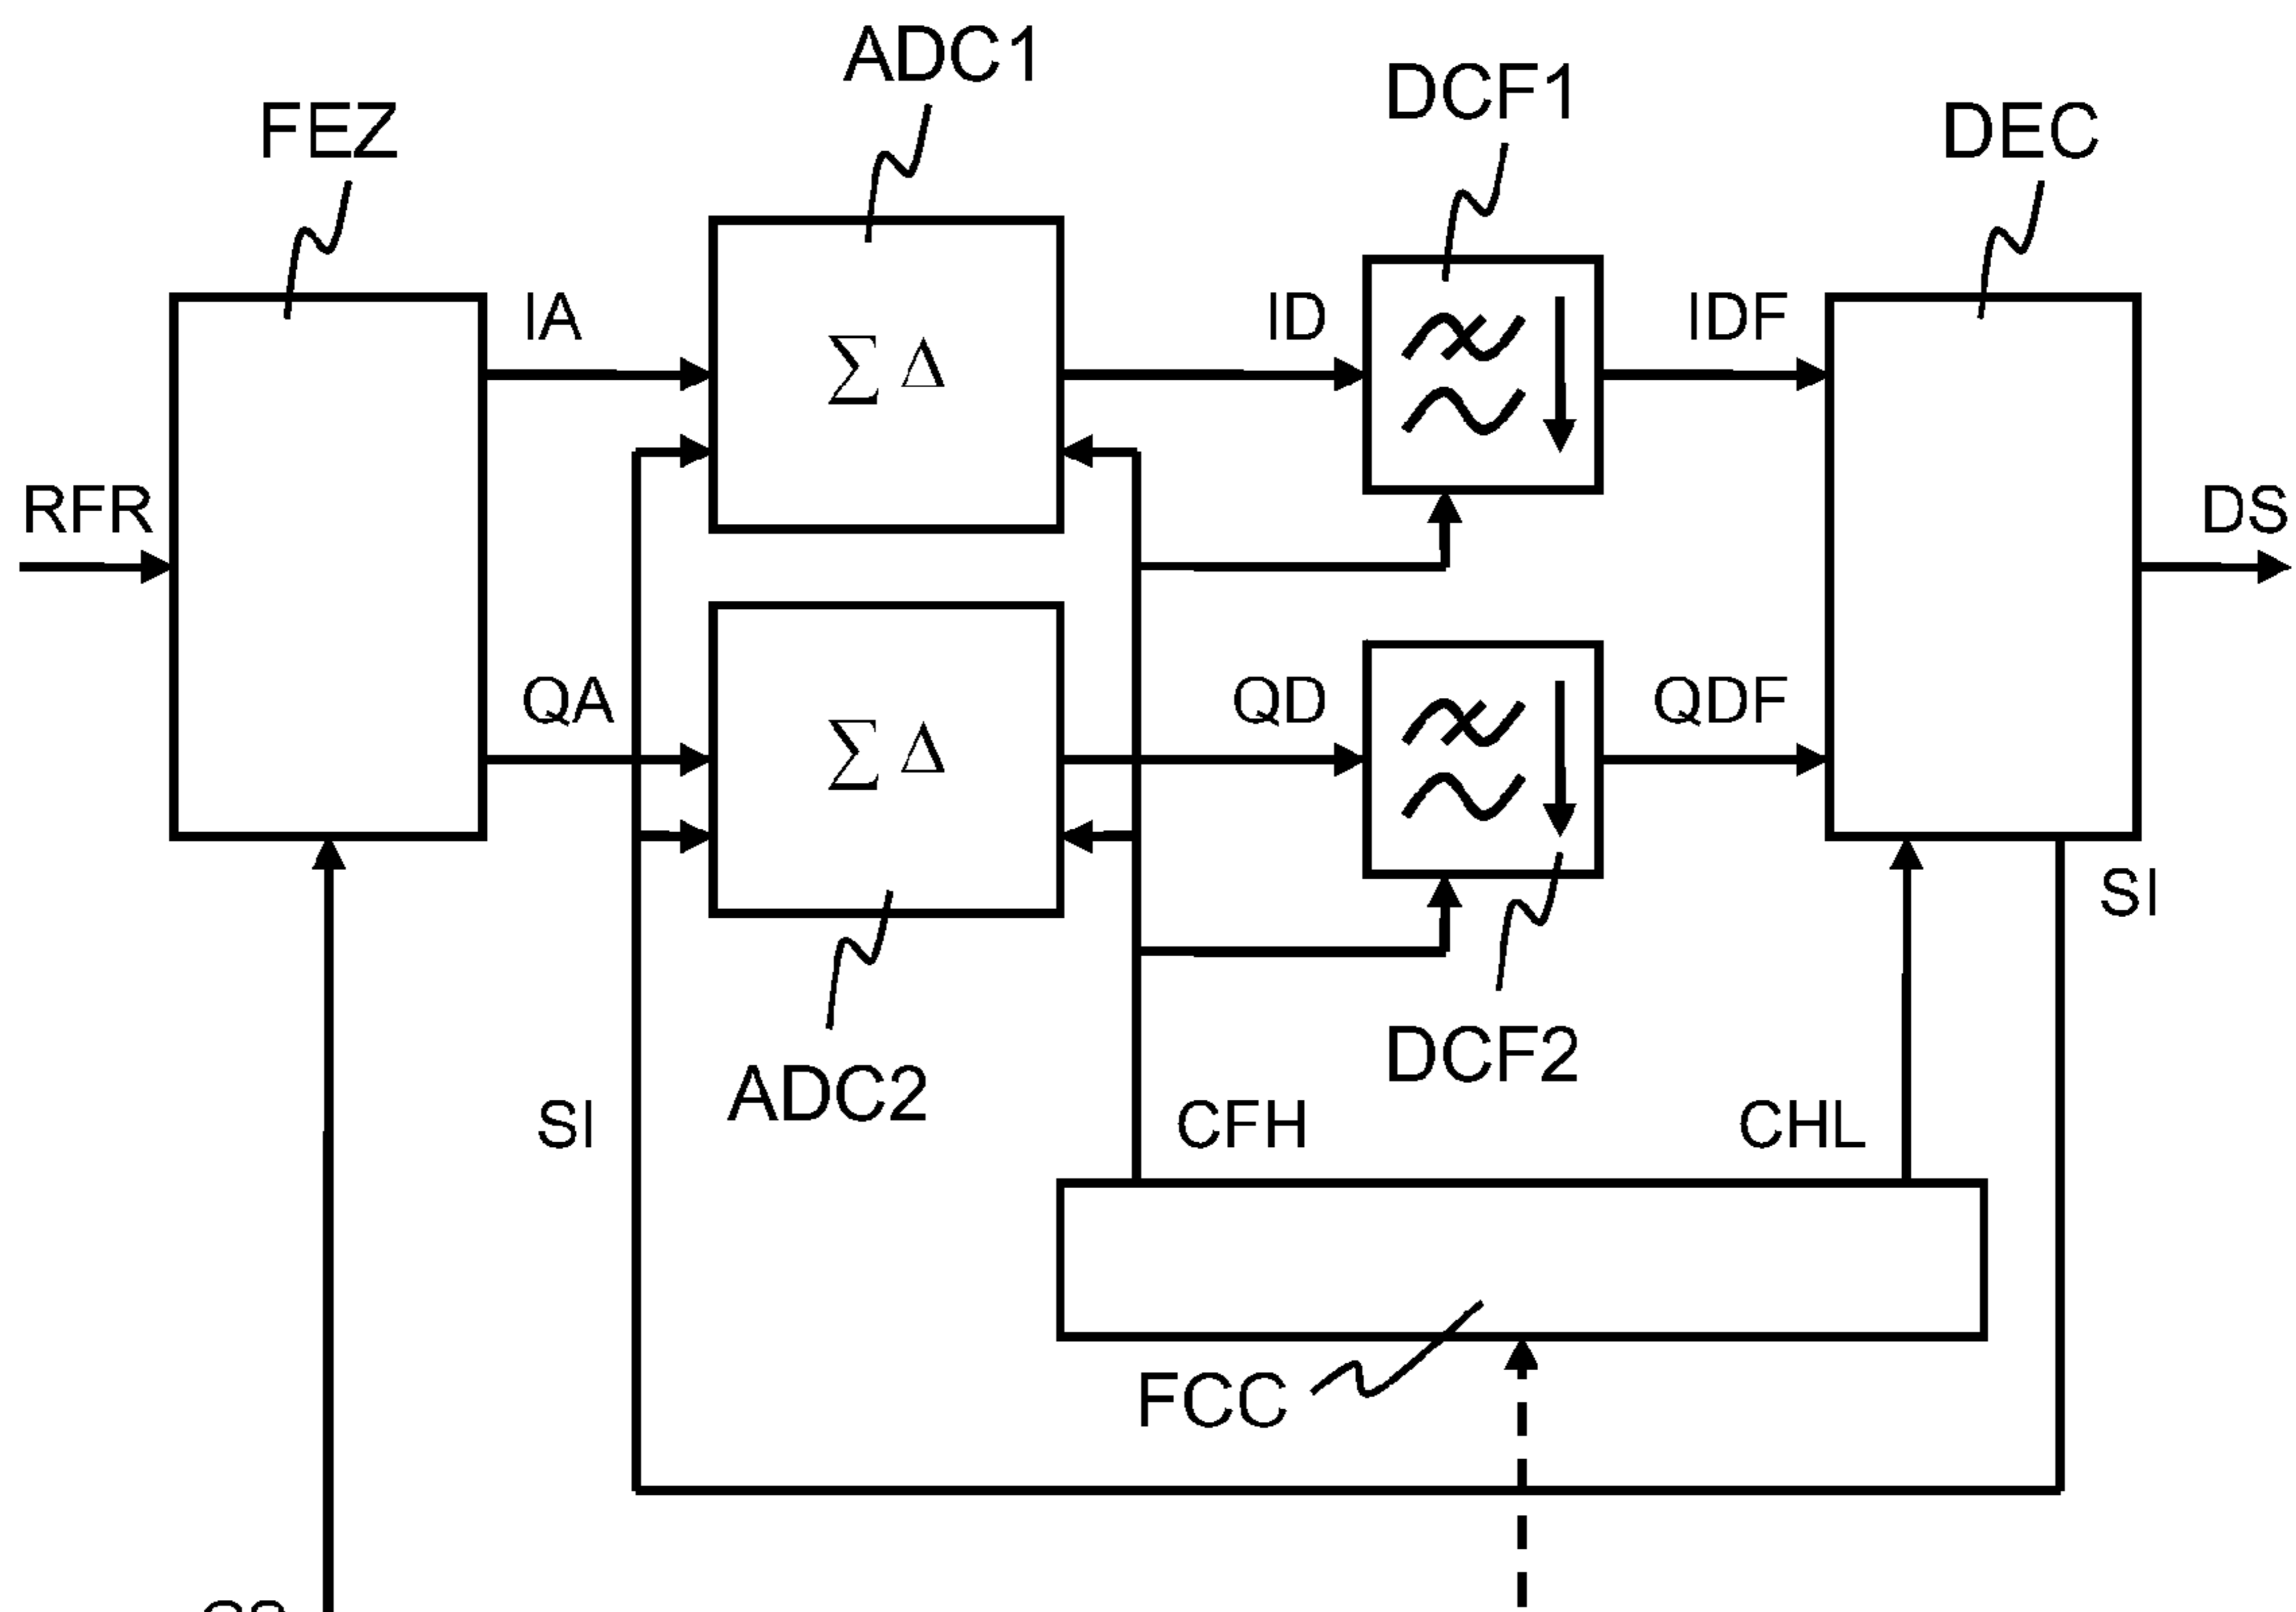 ADC1
DCF1
FEZ
DEC
IA
ID
IDF
Σ Δ
RFR
DS
QA
QD
QDF
Σ Δ
SI
DCF2
ADC2
SI
CFH
CHL
FCC